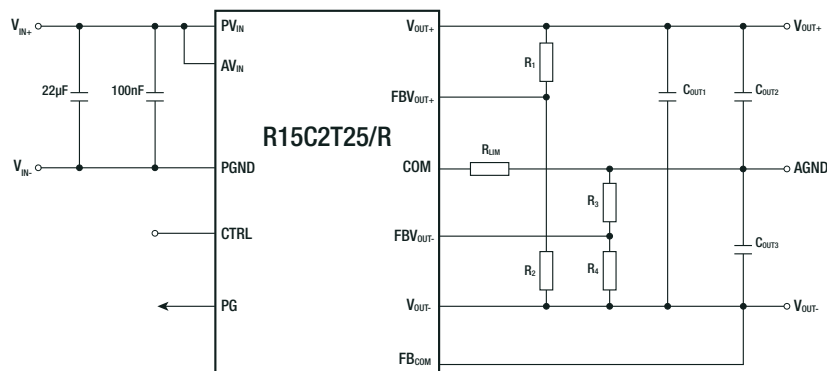 VIN+
PVIN
VOUT+
VOUT+
R1
AVIN
22µF
100nF
COUT1
COUT2
FBVOUT+
R15C2T25/R
RLIM
VIN-
PGND
COM
AGND
R3
CTRL
FBVOUT-
COUT3
R2
R4
PG
VOUT-
VOUT-
FBCOM